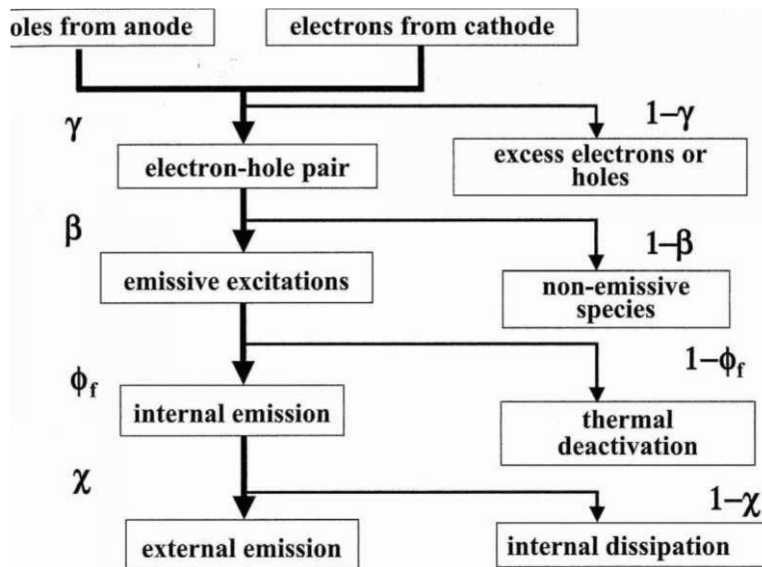 oles from anode
electrons from cathode
γ
1−γ
electron-hole pair
excess electrons or
holes
β
1−β
emissive excitations
non-emissive
species
ϕf
1−ϕf
internal emission
thermal
deactivation
χ
1−χ
external emission
internal dissipation